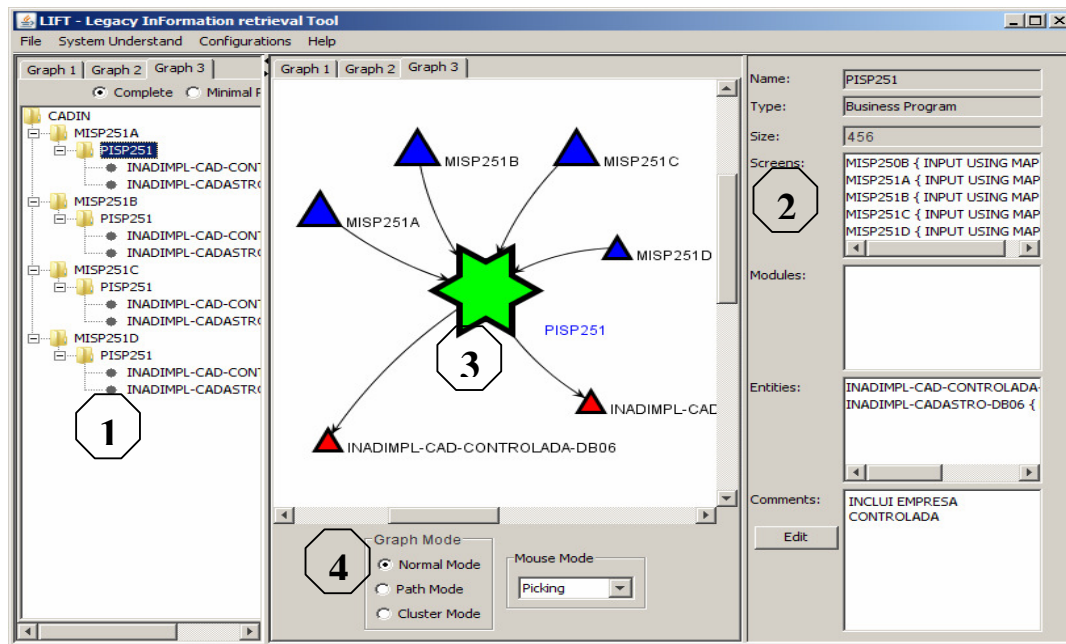 LIFT - Legacy InFormation retrieval Tool
File System Understand Configurations Help
Graph 1 Graph 2 Graph 3
Complete Minimal P
CADIN
MISP251A
PISP251
INADIMPL-CAD-CONT
INADIMPL-CADASTRO
MISP251B
PISP251
INADIMPL-CAD-CONT
INADIMPL-CADASTRO
MISP251C
PISP251
INADIMPL-CAD-CONT
INADIMPL-CADASTRO
MISP251D
PISP251
INADIMPL-CAD-CONT
INADIMPL-CADASTRO
1
Graph 1 Graph 2 Graph 3
MISP251B
MISP251C
MISP251A
MISP251D
PISP251
3
INADIMPL-CAD
INADIMPL-CAD-CONTROLADA-DB06
4
Graph Mode
Normal Mode
Path Mode
Cluster Mode
Mouse Mode
Picking
Name: PISP251
Type: Business Program
Size: 456
Screens:
2
MISP250B { INPUT USING MAP
MISP251A { INPUT USING MAP
MISP251B { INPUT USING MAP
MISP251C { INPUT USING MAP
MISP251D { INPUT USING MAP
Modules:
Entities:
INADIMPL-CAD-CONTROLADA-
INADIMPL-CADASTRO-DB06 {
Comments:
INCLUI EMPRESA
CONTROLADA
Edit